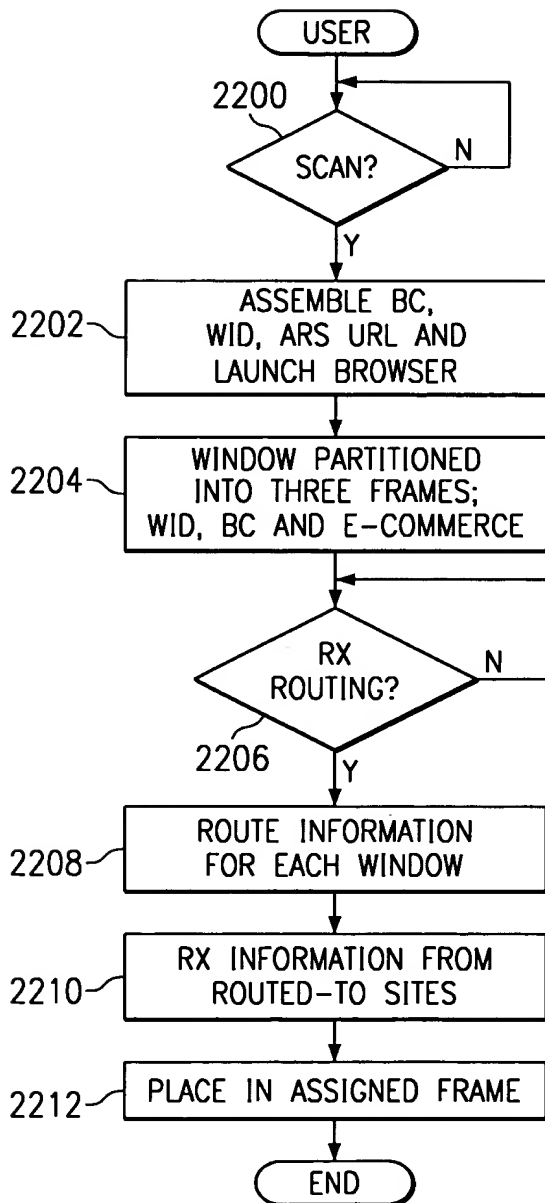 USER
2200
SCAN?
N
Y
2202
ASSEMBLE BC,
WID, ARS URL AND
LAUNCH BROWSER
2204
WINDOW PARTITIONED
INTO THREE FRAMES;
WID, BC AND E-COMMERCE
RX
ROUTING?
N
2206
Y
2208
ROUTE INFORMATION
FOR EACH WINDOW
2210
RX INFORMATION FROM
ROUTED-TO SITES
2212
PLACE IN ASSIGNED FRAME
END